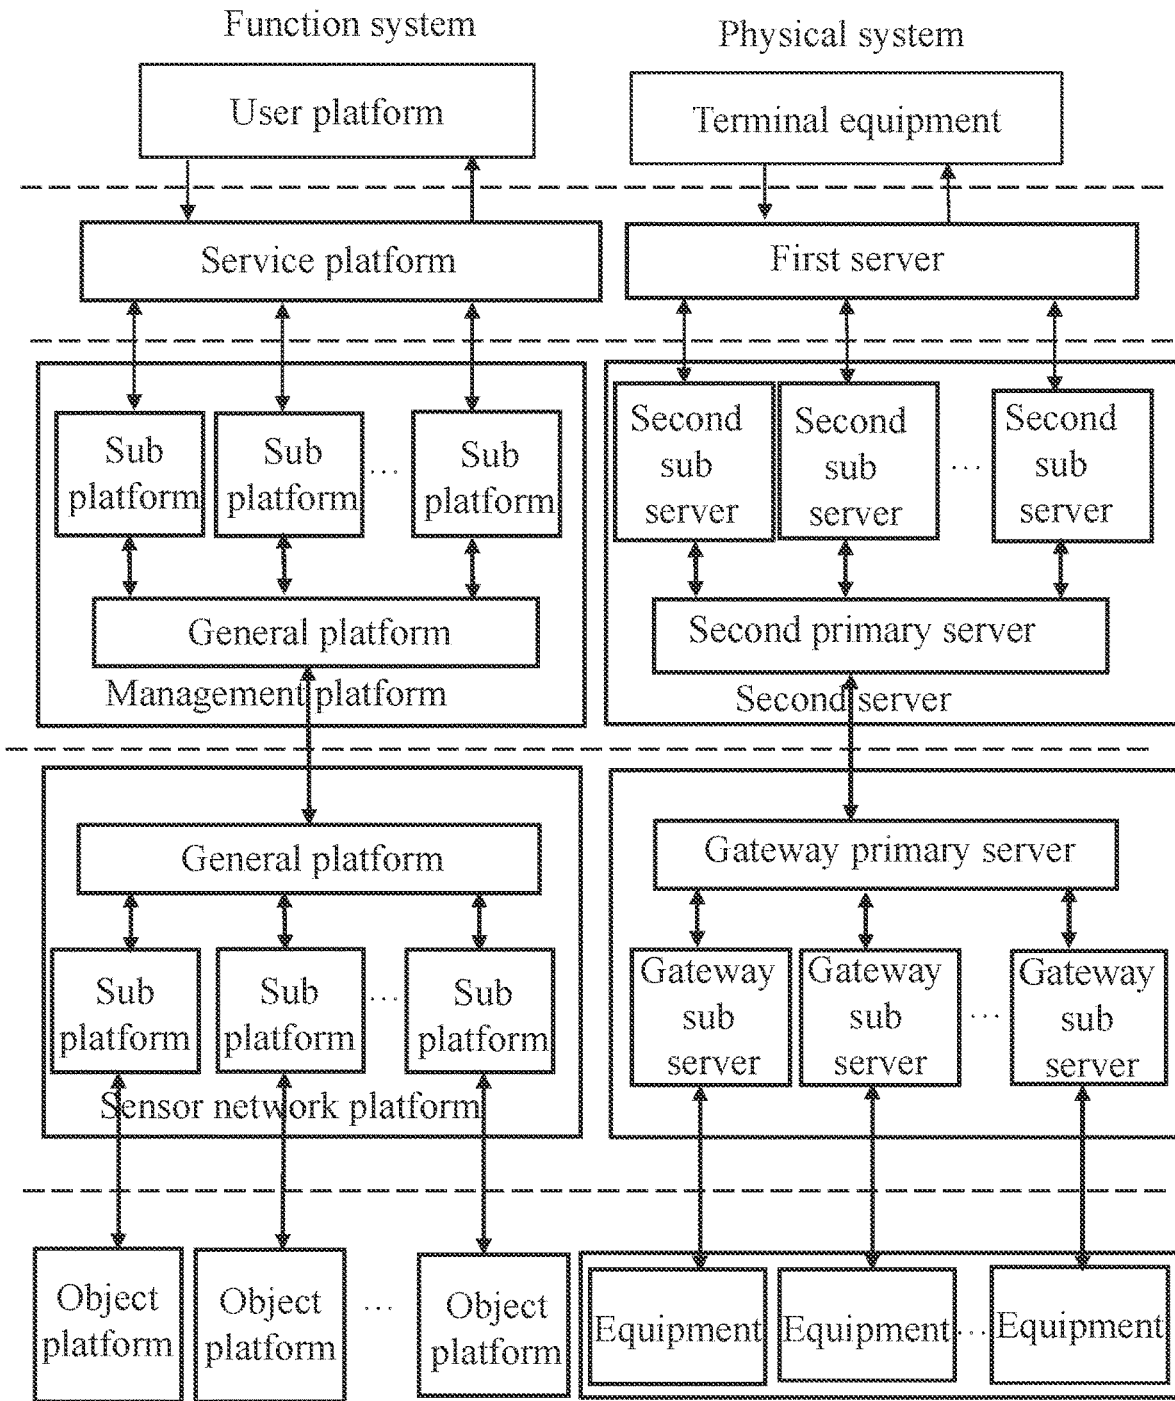 Function system
Physical system
User platform
Terminal equipment
Service platform
First server
Sub
platform
Sub
platform
...
Sub
platform
Second
sub
server
Second
sub
server
...
Second
sub
server
General platform
Second primary server
Management platform
Second server
General platform
Gateway primary server
Sub
platform
Sub
platform
...
Sub
platform
Gateway
sub
server
Gateway
sub
server
...
Gateway
sub
server
Sensor network platform
Object
platform
Object
platform
...
Object
platform
Equipment
Equipment
...
Equipment